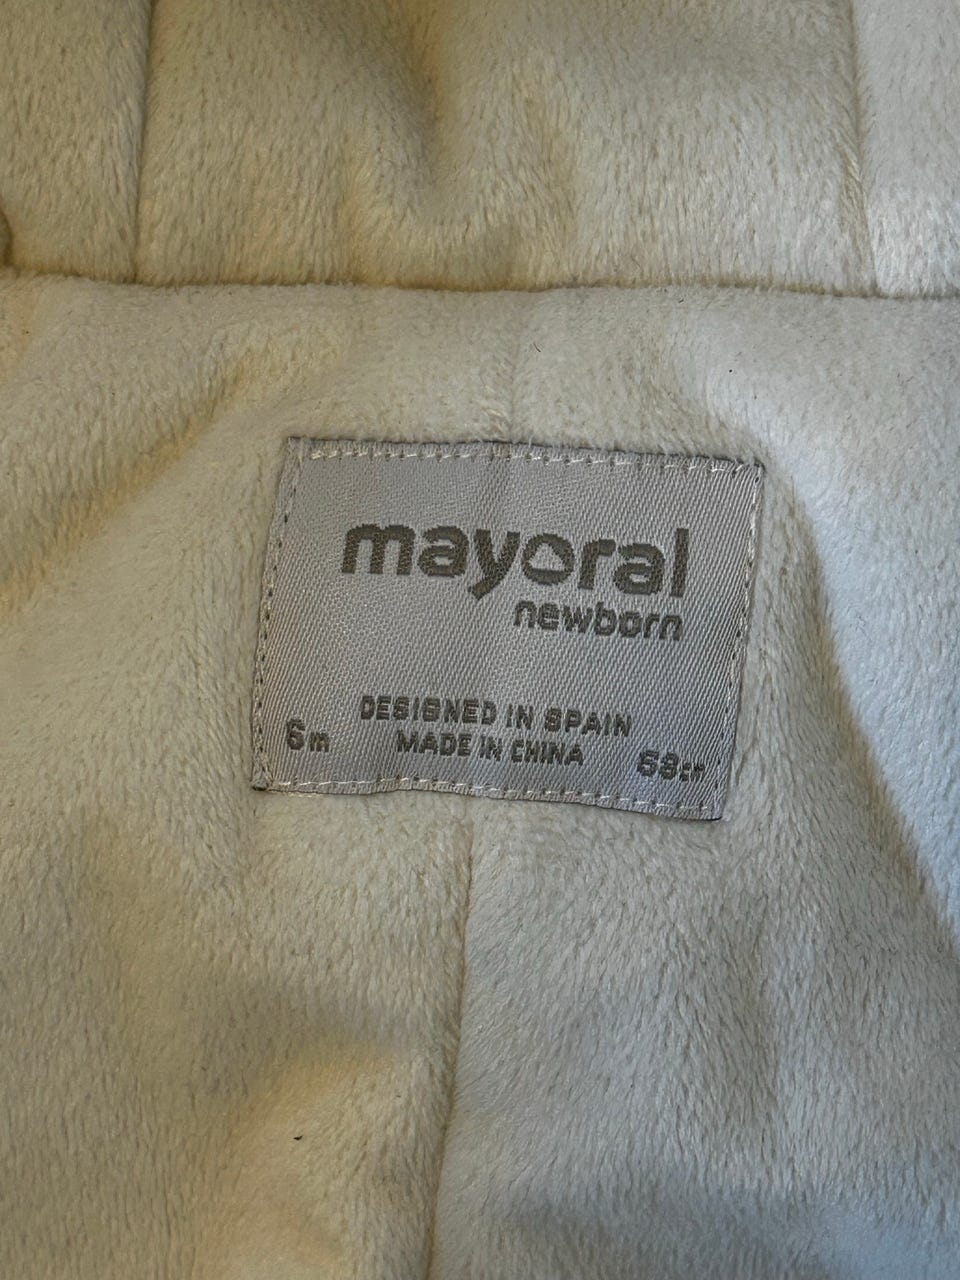 mayoral
newborn
DESIGNED IN SPAIN
MADE IN CHINA
6m
68cm